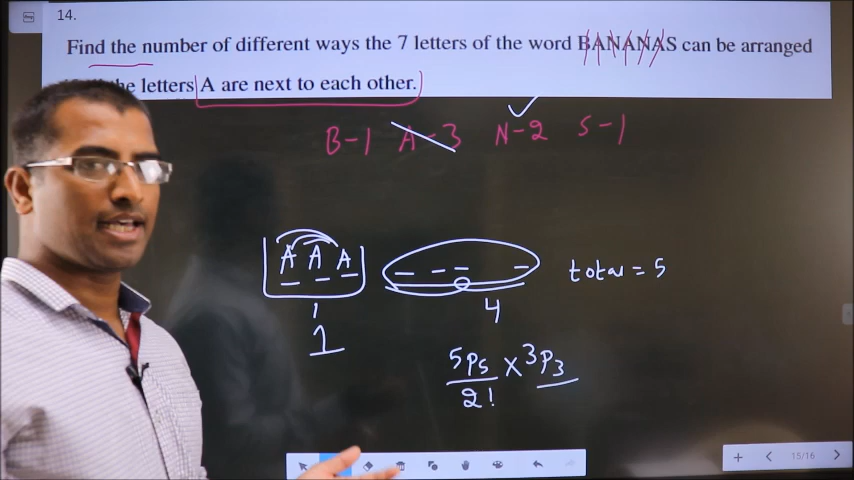 14.
Find the number of different ways the 7 letters of the word BANANAS can be arranged
the letters A are next to each other.
B-1 A-3 N-2 S-1
A A A
total = 5
1 4
5P5 × 3P3
2!
15/16